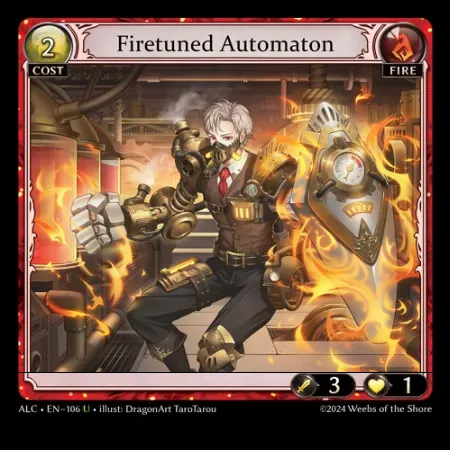 2
Firetuned Automaton
COST
FIRE
3
1
ALC • EN–106 U • illust: DragonArt TaroTarou
©2024 Weebs of the Shore